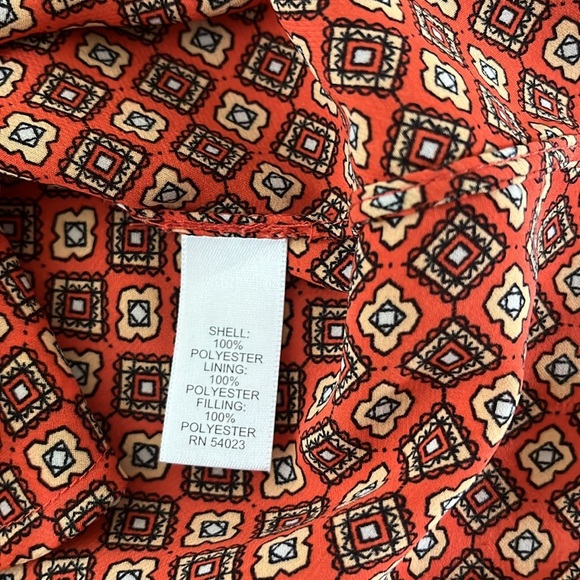 SHELL:
100%
POLYESTER
LINING:
100%
POLYESTER
FILLING:
100%
POLYESTER
RN 54023